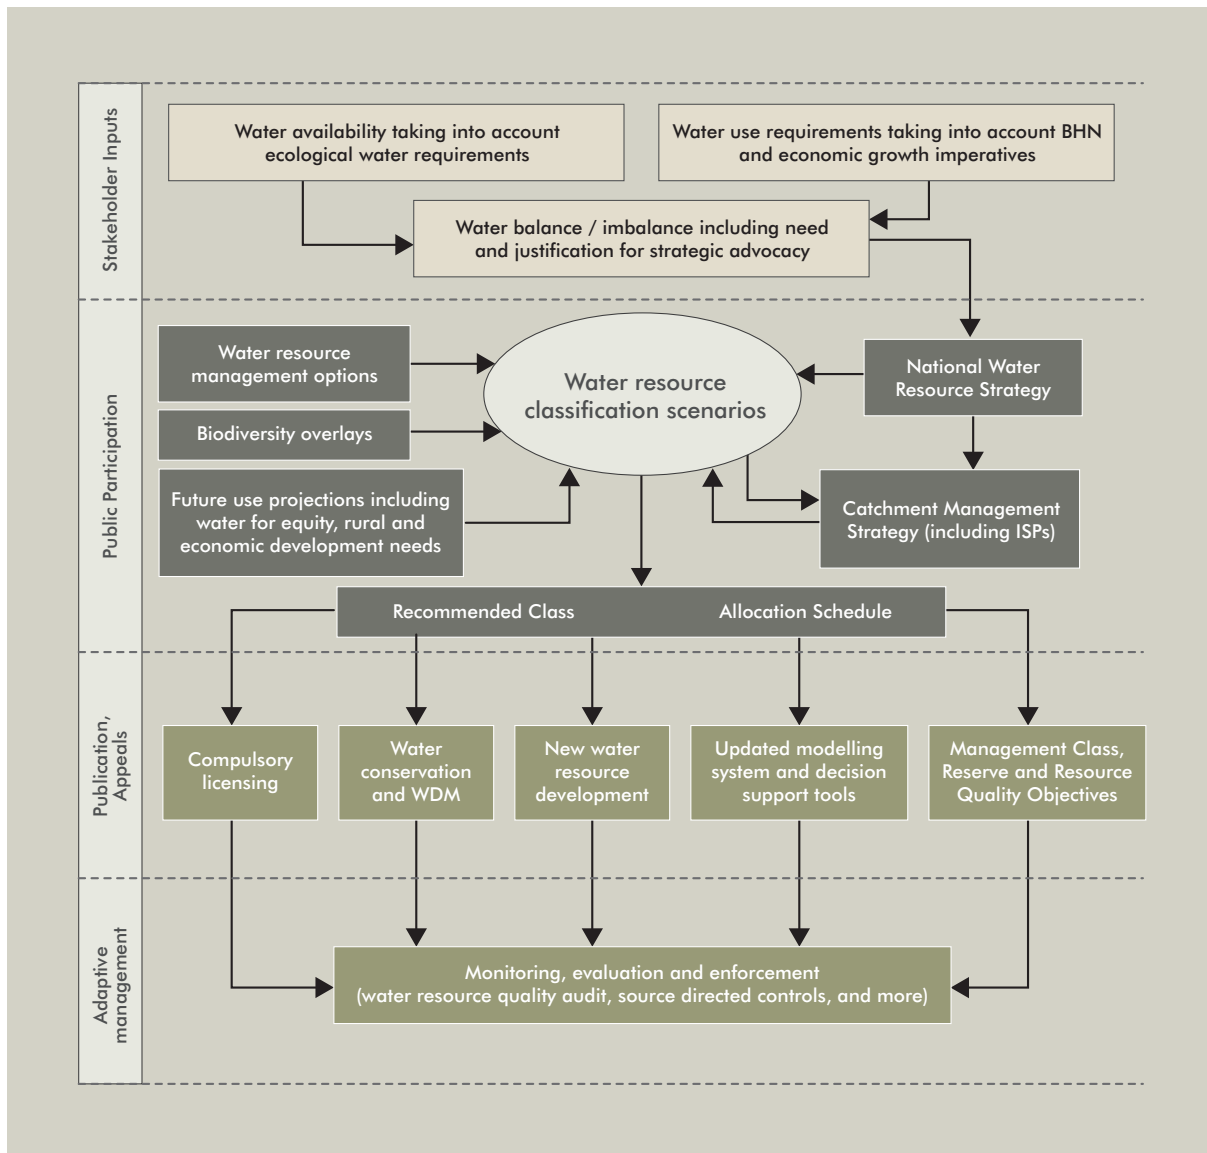 Stakeholder Inputs
Water availability taking into account
ecological water requirements
Water use requirements taking into account BHN
and economic growth imperatives
Water balance / imbalance including need
and justification for strategic advocacy
Public Participation
Water resource
management options
Biodiversity overlays
Future use projections including
water for equity, rural and
economic development needs
Water resource
classification scenarios
National Water
Resource Strategy
Catchment Management
Strategy (including ISPs)
Recommended Class
Allocation Schedule
Publication,
Appeals
Compulsory
licensing
Water
conservation
and WDM
New water
resource
development
Updated modelling
system and decision
support tools
Management Class,
Reserve and Resource
Quality Objectives
Adaptive
management
Monitoring, evaluation and enforcement
(water resource quality audit, source directed controls, and more)